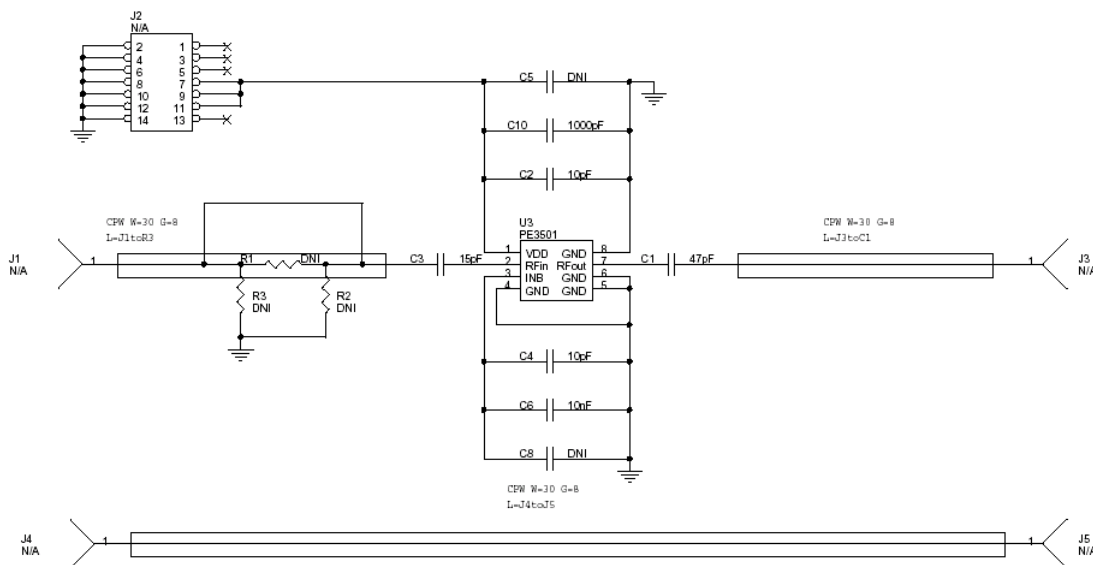 J2
N/A
2 1
4 3
6 5
8 7
10 9
12 11
14 13
C5 DNI
C10 1000pF
C2 10pF
U3
PE3501
CPW W=30 G=8
L=J1toR3
CPW W=30 G=8
L=J3toC1
J1
N/A
1
R1 DNI
C3 15pF
1 VDD GND 8
2 RFin RFout 7
3 INB GND 6
4 GND GND 5
C1 47pF
1
J3
N/A
R3
DNI
R2
DNI
C4 10pF
C6 10nF
C8 DNI
CPW W=30 G=8
L=J4toJ5
J4
N/A
1
1
J5
N/A